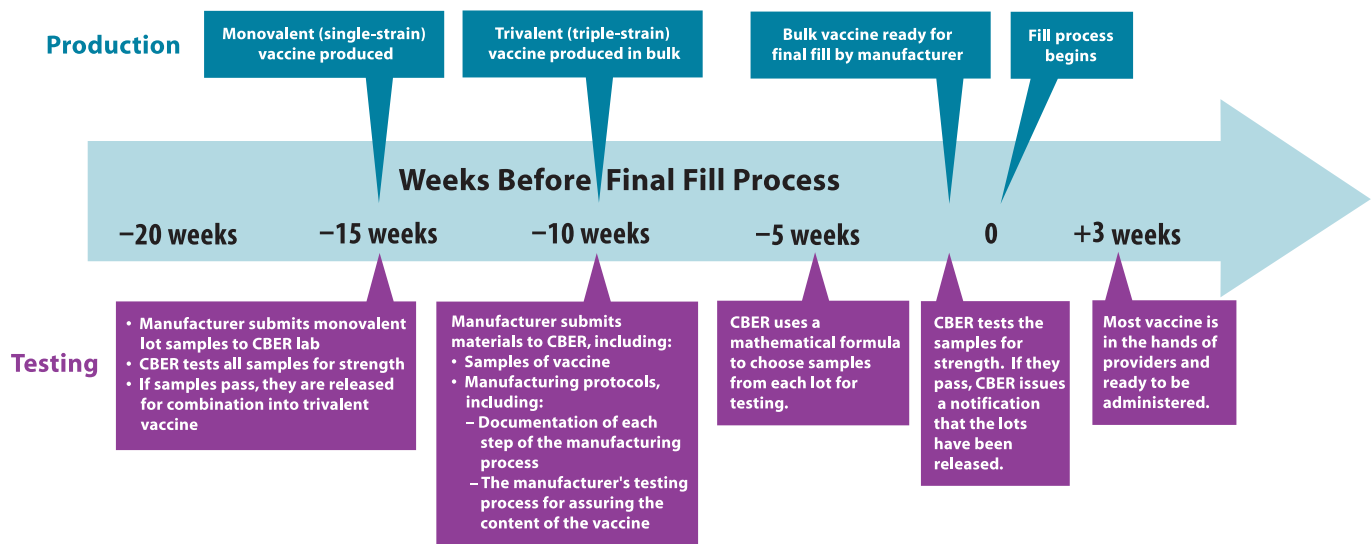 Production
Monovalent (single-strain)
vaccine produced
Trivalent (triple-strain)
vaccine produced in bulk
Bulk vaccine ready for
final fill by manufacturer
Fill process
begins
Weeks Before Final Fill Process
−20 weeks
−15 weeks
−10 weeks
−5 weeks
0
+3 weeks
Testing
• Manufacturer submits monovalent
lot samples to CBER lab
• CBER tests all samples for strength
• If samples pass, they are released
for combination into trivalent
vaccine
Manufacturer submits
materials to CBER, including:
• Samples of vaccine
• Manufacturing protocols,
including:
– Documentation of each
step of the manufacturing
process
– The manufacturer's testing
process for assuring the
content of the vaccine
CBER uses a
mathematical formula
to choose samples
from each lot for
testing.
CBER tests the
samples for
strength. If they
pass, CBER issues
a notification
that the lots
have been
released.
Most vaccine is
in the hands of
providers and
ready to be
administered.